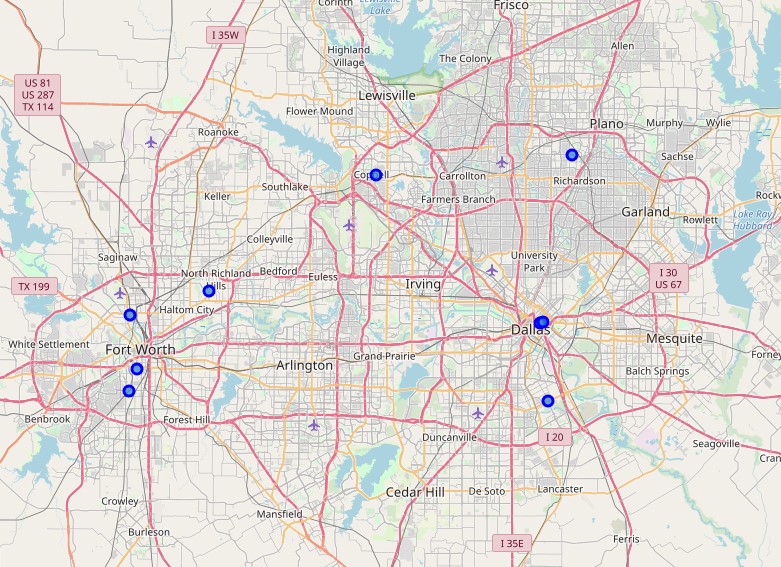 Corinth
Lewisville
Lake
Frisco
I 35W
Highland
Village
The Colony
Allen
US 81
US 287
TX 114
Lewisville
Flower Mound
Roanoke
Plano
Murphy
Wylie
Sachse
Southlake
Carrollton
Richardson
Keller
Farmers Branch
Garland
Rowlett
Lake Ray
Hubbard
Colleyville
Saginaw
University
Park
North Richland
Hills
Bedford
Euless
Irving
I 30
US 67
TX 199
Haltom City
White Settlement
Fort Worth
Dallas
Mesquite
Grand Prairie
Arlington
Forney
Balch Springs
Benbrook
Forest Hill
Duncanville
I 20
Seagoville
Cedar Hill
De Soto
Lancaster
Crowley
Mansfield
Burleson
I 35E
Ferris